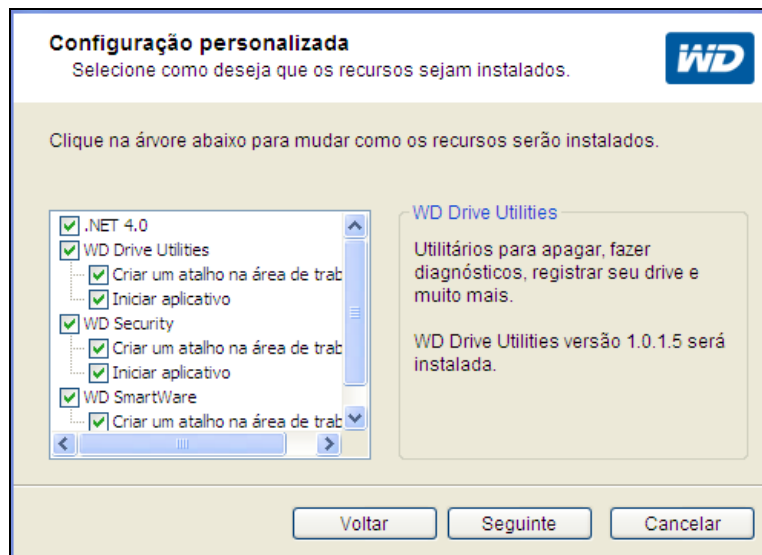 Configuração personalizada
Selecione como deseja que os recursos sejam instalados.
WD
Clique na árvore abaixo para mudar como os recursos serão instalados.
.NET 4.0
WD Drive Utilities
Criar um atalho na área de trab
Iniciar aplicativo
WD Security
Criar um atalho na área de trab
Iniciar aplicativo
WD SmartWare
Criar um atalho na área de trab
WD Drive Utilities
Utilitários para apagar, fazer
diagnósticos, registrar seu drive e
muito mais.
WD Drive Utilities versão 1.0.1.5 será
instalada.
Voltar
Seguinte
Cancelar